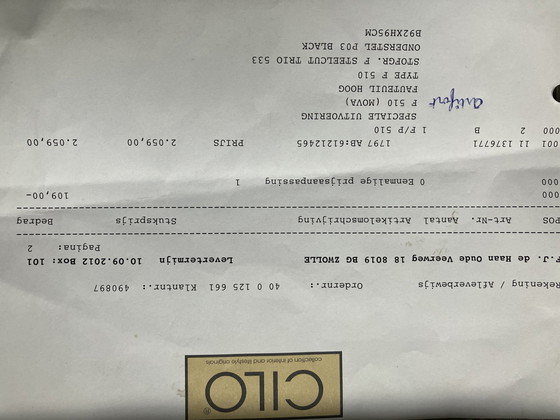 CILO®
collection of interior and lifestyle originals
Rekening / Afleverbewijs Ordernr.: 40 0 125 661 Klantnr.: 490897
F.J. de Haan Oude Veerweg 18 8019 BG ZWOLLE Levertermijn 10.09.2012 Box: 101
Pagina: 2
POS Art-Nr. Aantal Artikelomschrijving Stuksprijs Bedrag
000 109,00-
000 0 Eenmalige prijsaanpassing 1
001 11 1376771 1797 AB:61212465 PRIJS 2.059,00 2.059,00
000 2 B 1 F/P 510
SPECIALE UITVOERING
F 510 (MOVA)
Artifort
FAUTEUIL HOOG
TYPE F 510
STOFGR. F STEELCUT TRIO 533
ONDERSTEL P03 BLACK
B92XH95CM